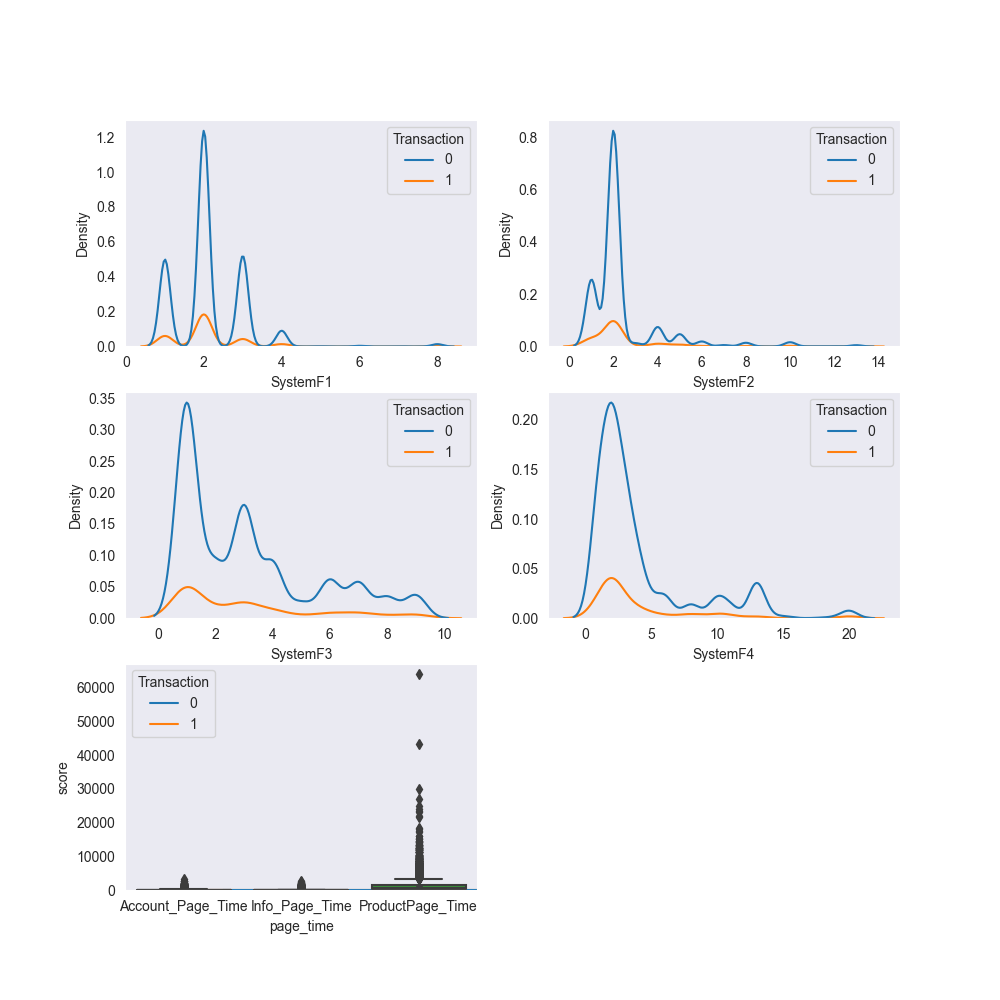 Transaction
0
1
1.2
1.0
0.8
0.6
0.4
0.2
0.0
Density
0 2 4 6 8
SystemF1
Transaction
0
1
0.8
0.6
0.4
0.2
0.0
Density
0 2 4 6 8 10 12 14
SystemF2
Transaction
0
1
0.35
0.30
0.25
0.20
0.15
0.10
0.05
0.00
Density
0 2 4 6 8 10
SystemF3
Transaction
0
1
0.20
0.15
0.10
0.05
0.00
Density
0 5 10 15 20
SystemF4
Transaction
0
1
60000
50000
40000
30000
20000
10000
0
score
Account_Page_Time Info_Page_Time ProductPage_Time
page_time